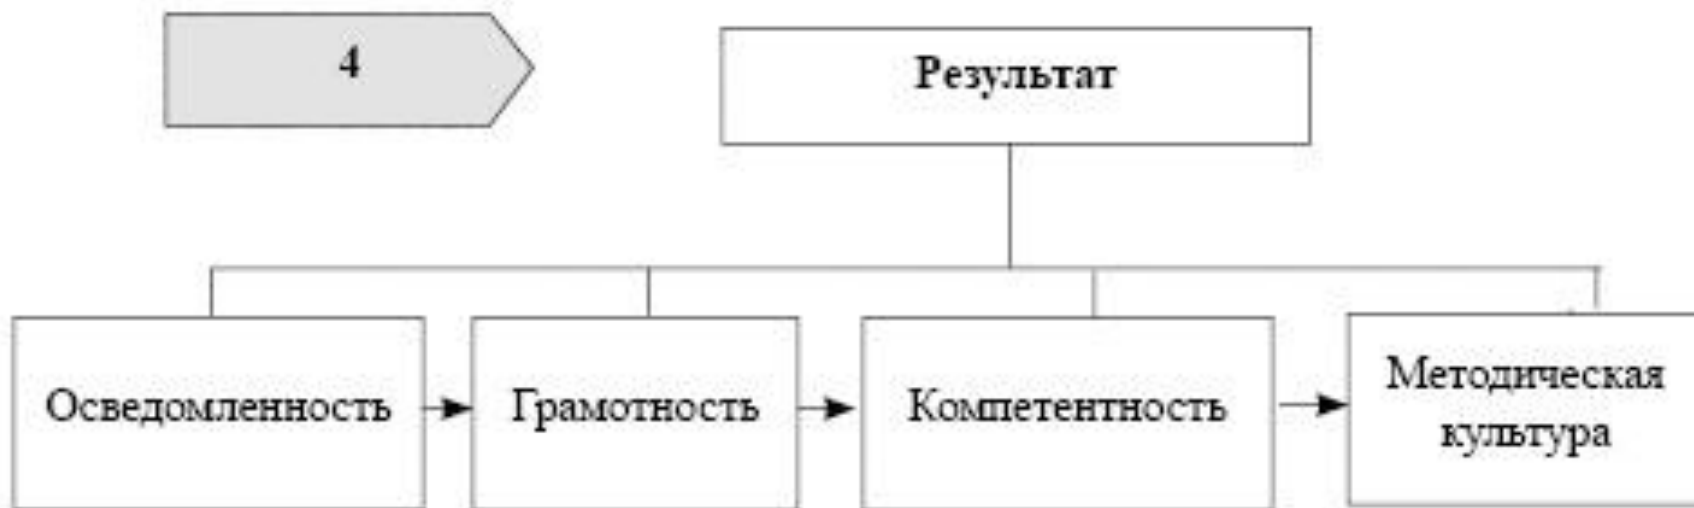 4
Результат
Осведомленность
Грамотность
Компетентность
Методическая
культура